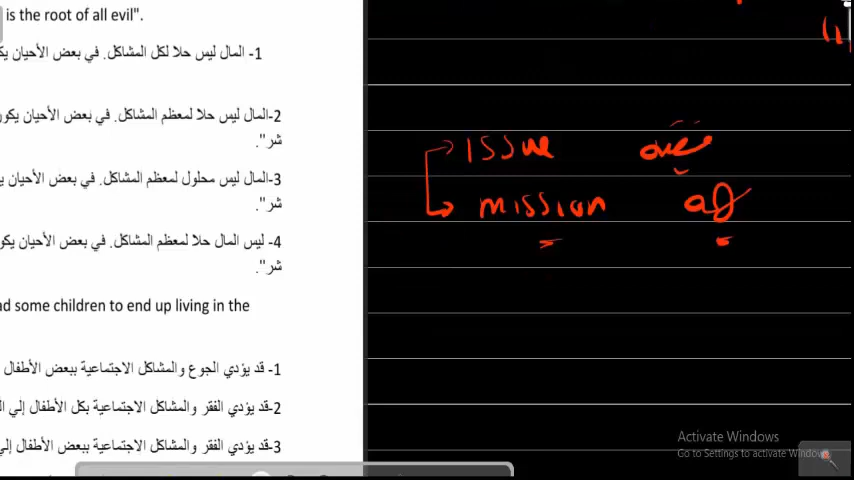 is the root of all evil".
1- المال ليس حلا لكل المشاكل. في بعض الأحيان
2-المال ليس حلا لمعظم المشاكل. في بعض الأحيان يكو
شر".
3-المال ليس محلول لمعظم المشاكل. في بعض الأحيان
شر".
4- ليس المال حلا لمعظم المشاكل. في بعض الأحيان يكو
شر".
ad some children to end up living in the
1- قد يؤدي الجوع والمشاكل الاجتماعية ببعض الأطفال
2-قد يؤدي الفقر والمشاكل الاجتماعية بكل الأطفال إلي
3-قد يؤدي الفقر والمشاكل الاجتماعية ببعض الأطفال إلي
issue
mission
Activate Windows
Go to Settings to activate Windows.